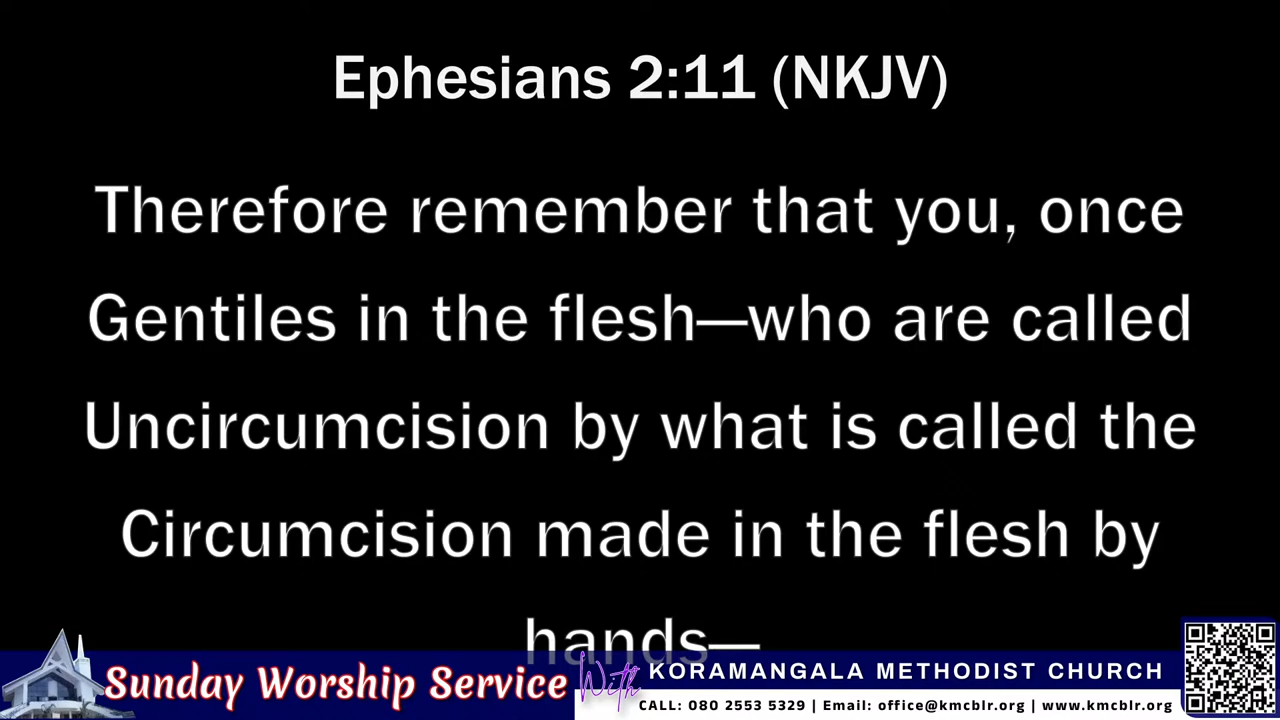 Ephesians 2:11 (NKJV)
Therefore remember that you, once
Gentiles in the flesh—who are called
Uncircumcision by what is called the
Circumcision made in the flesh by
hands—
Sunday Worship Service With KORAMANGALA METHODIST CHURCH
CALL: 080 2553 5329 | Email: office@kmcblr.org | www.kmcblr.org